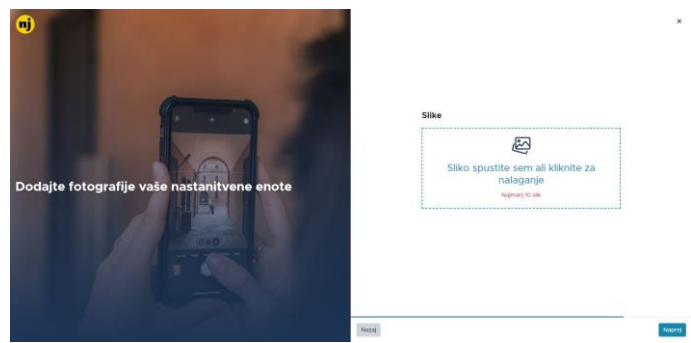 nj
Dodajte fotografije vaše nastanitvene enote
×
Slike
Sliko spustite sem ali kliknite za
nalaganje
Najmanj 10 slik
Nazaj
Naprej